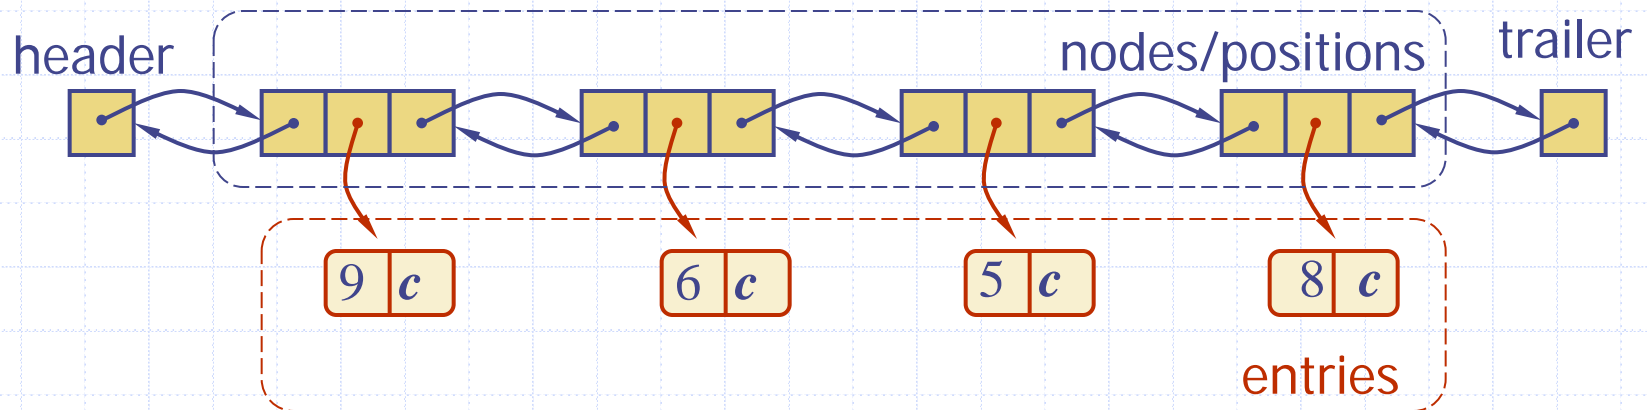 header
nodes/positions
trailer
9 c
6 c
5 c
8 c
entries